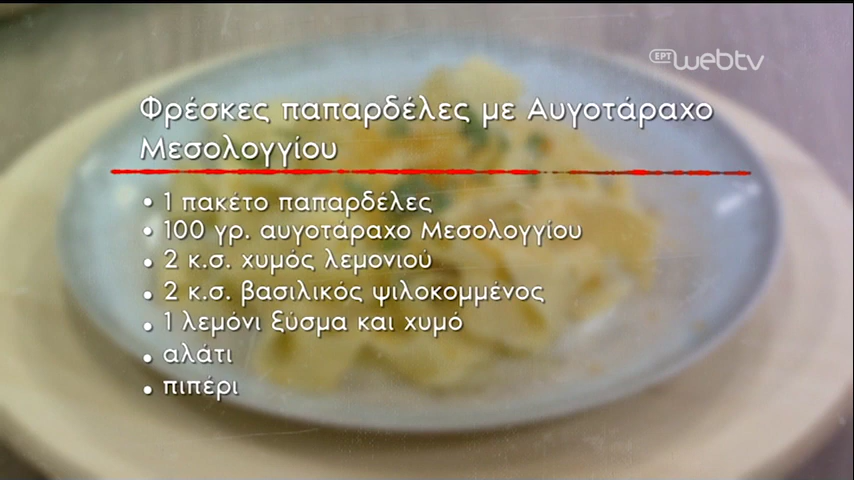 ΕΡΤ webtv
Φρέσκες παπαρδέλες με Αυγοτάραχο
Μεσολογγίου
• 1 πακέτο παπαρδέλες
• 100 γρ. αυγοτάραχο Μεσολογγίου
• 2 κ.σ. χυμός λεμονιού
• 2 κ.σ. βασιλικός ψιλοκομμένος
• 1 λεμόνι ξύσμα και χυμό
• αλάτι
• πιπέρι